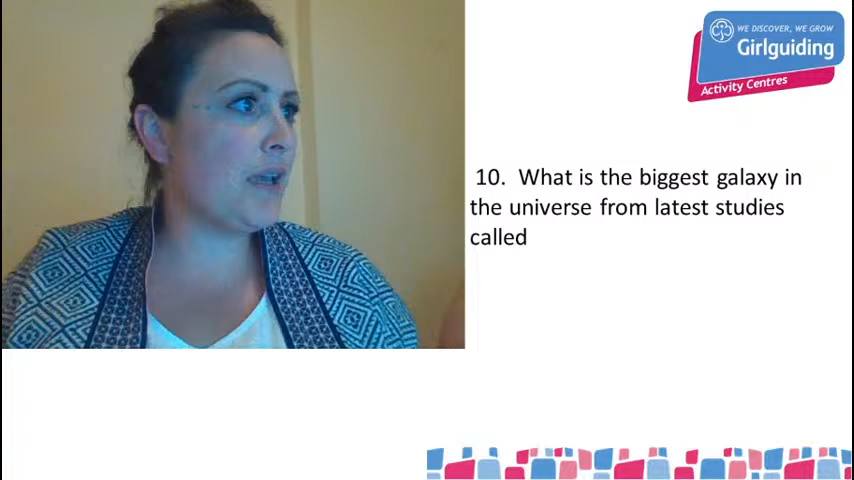 WE DISCOVER, WE GROW
Girlguiding
Activity Centres
10. What is the biggest galaxy in
the universe from latest studies
called